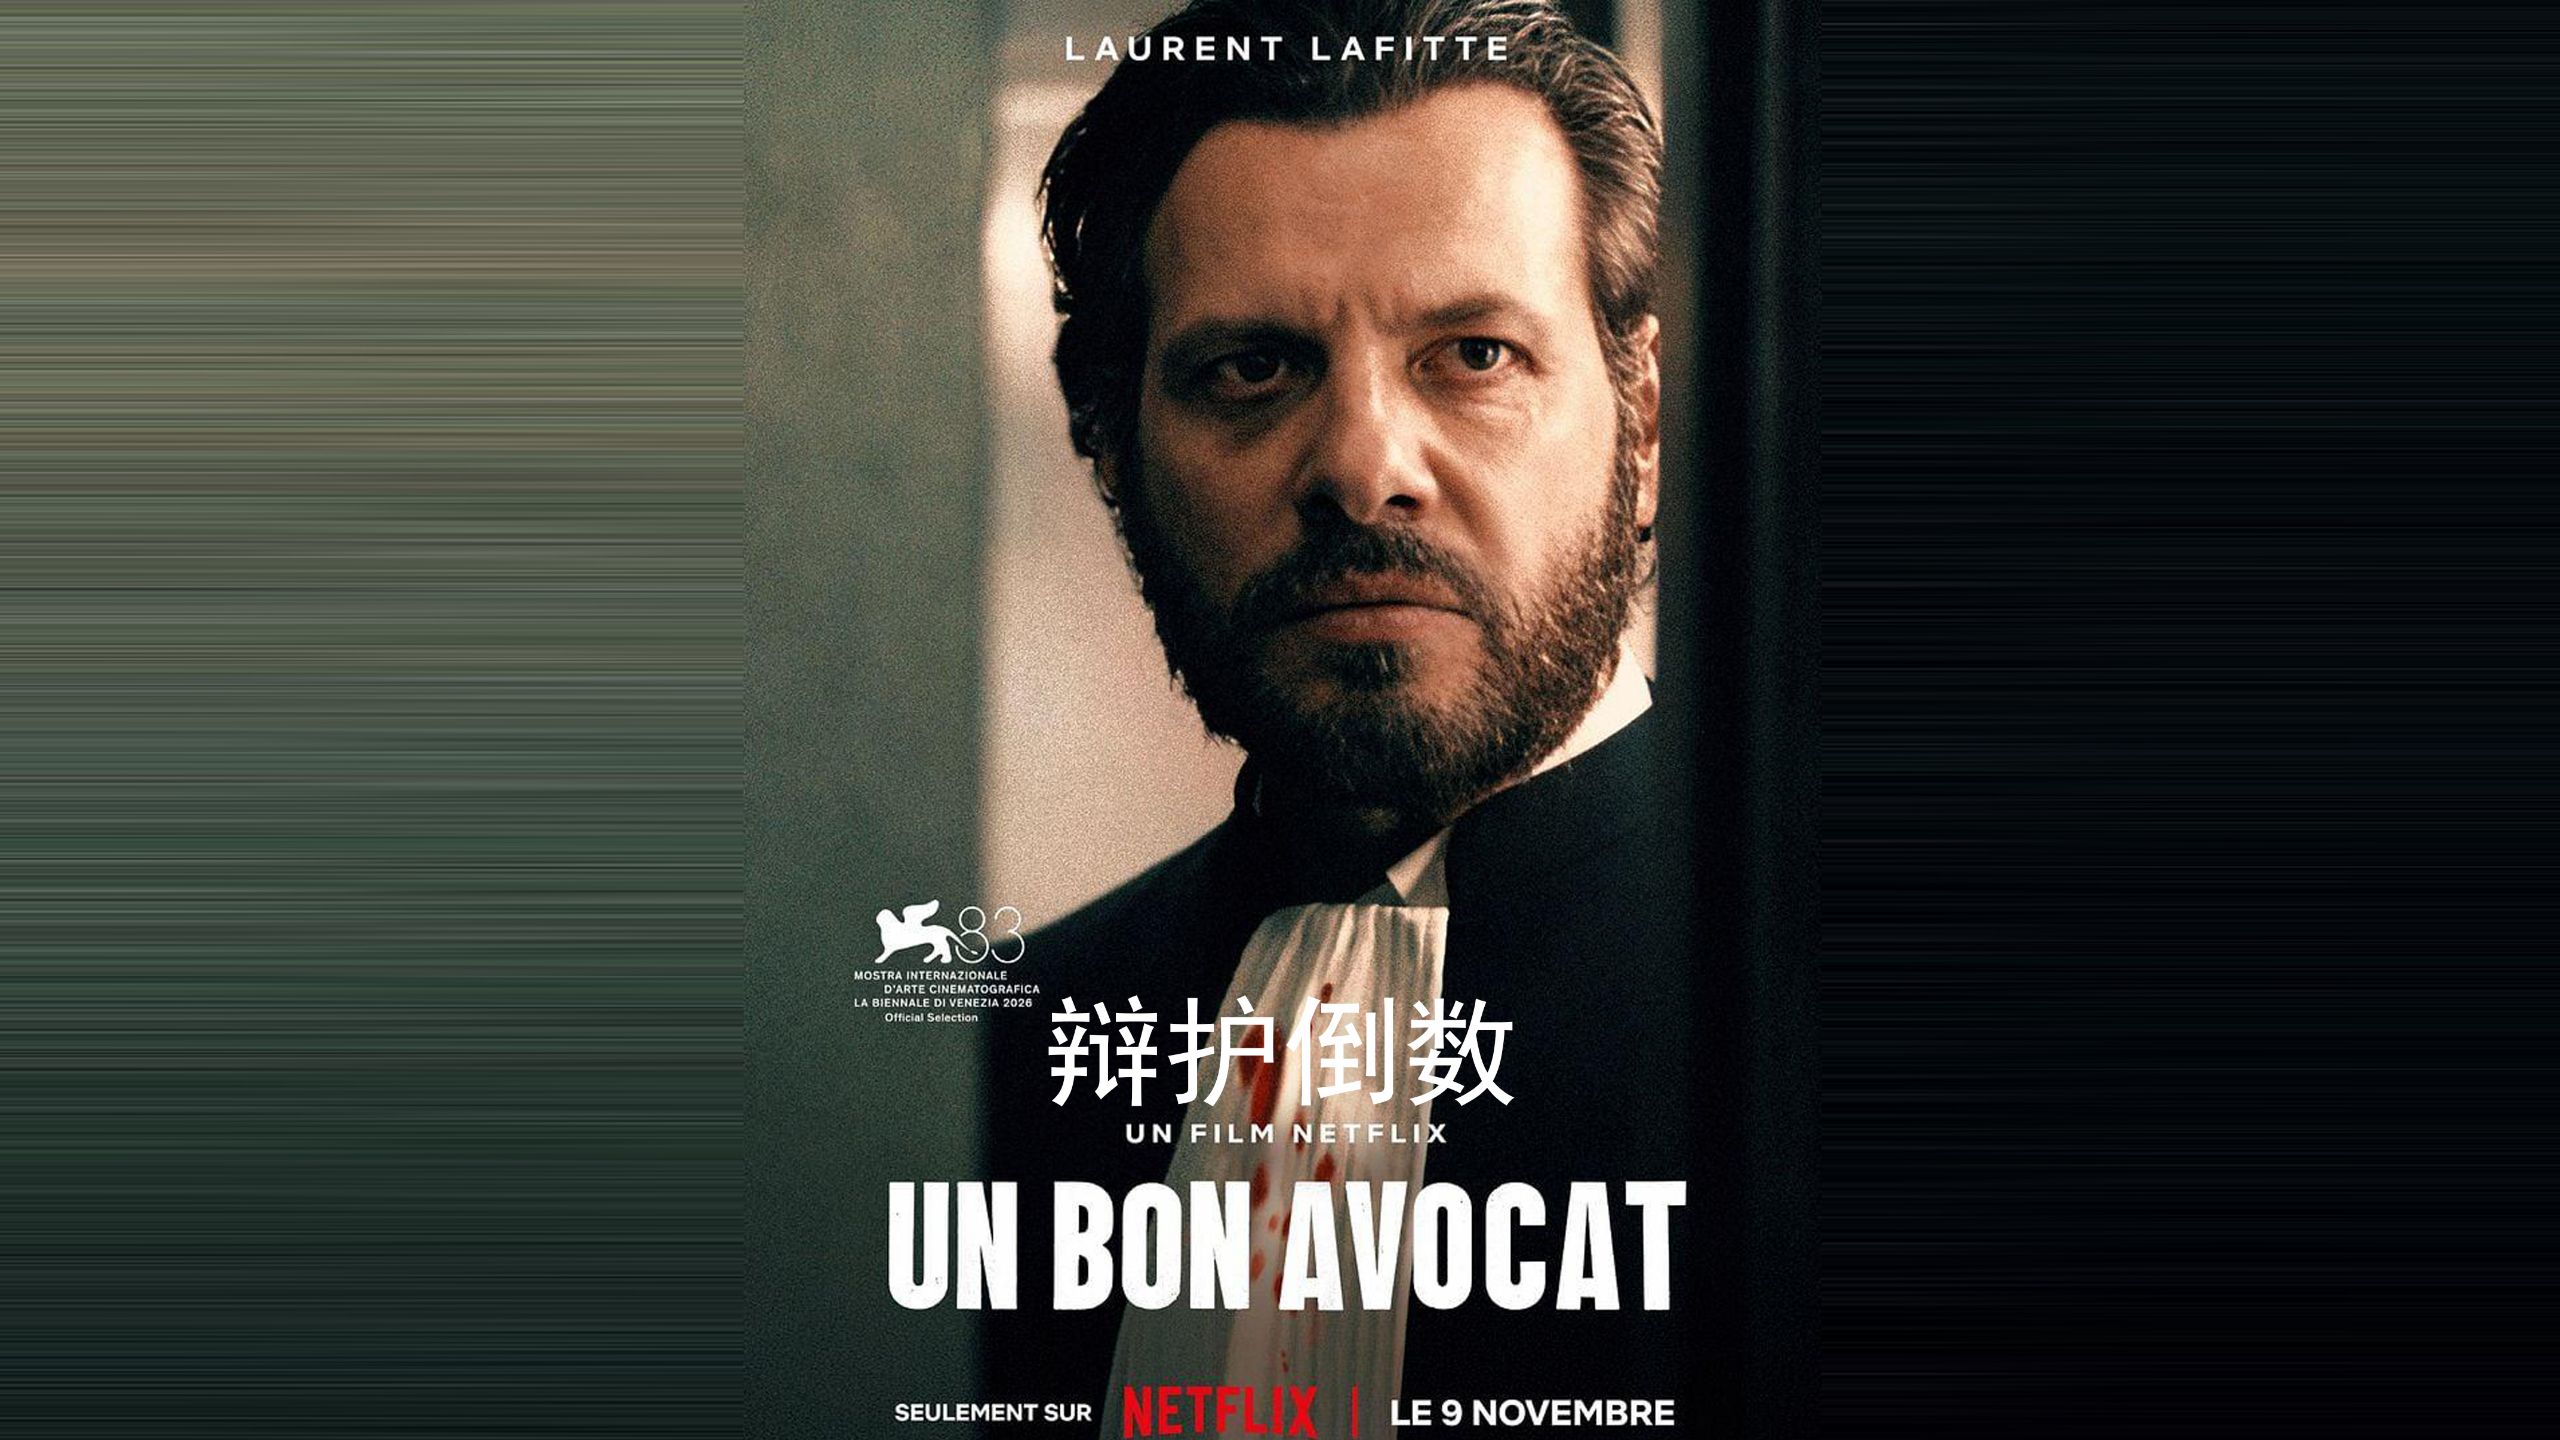 LAURENT LAFITTE
83
MOSTRA INTERNAZIONALE
D'ARTE CINEMATOGRAFICA
LA BIENNALE DI VENEZIA 2026
Official Selection
辩护倒数
UN FILM NETFLIX
UN BON AVOCAT
SEULEMENT SUR NETFLIX | LE 9 NOVEMBRE